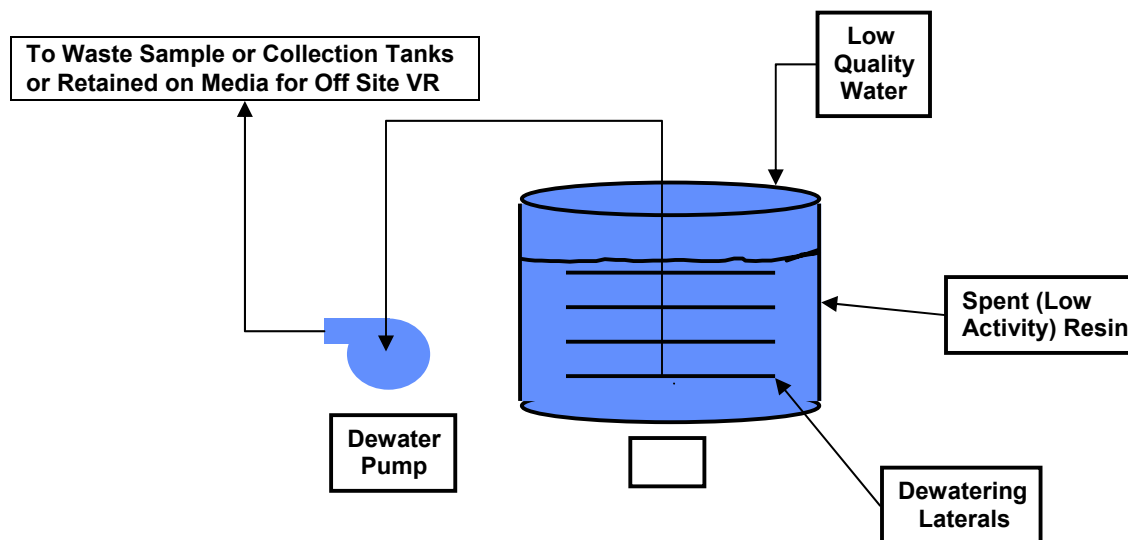 To Waste Sample or Collection Tanks
or Retained on Media for Off Site VR
Low
Quality
Water
Spent (Low
Activity) Resin
Dewater
Pump
Dewatering
Laterals